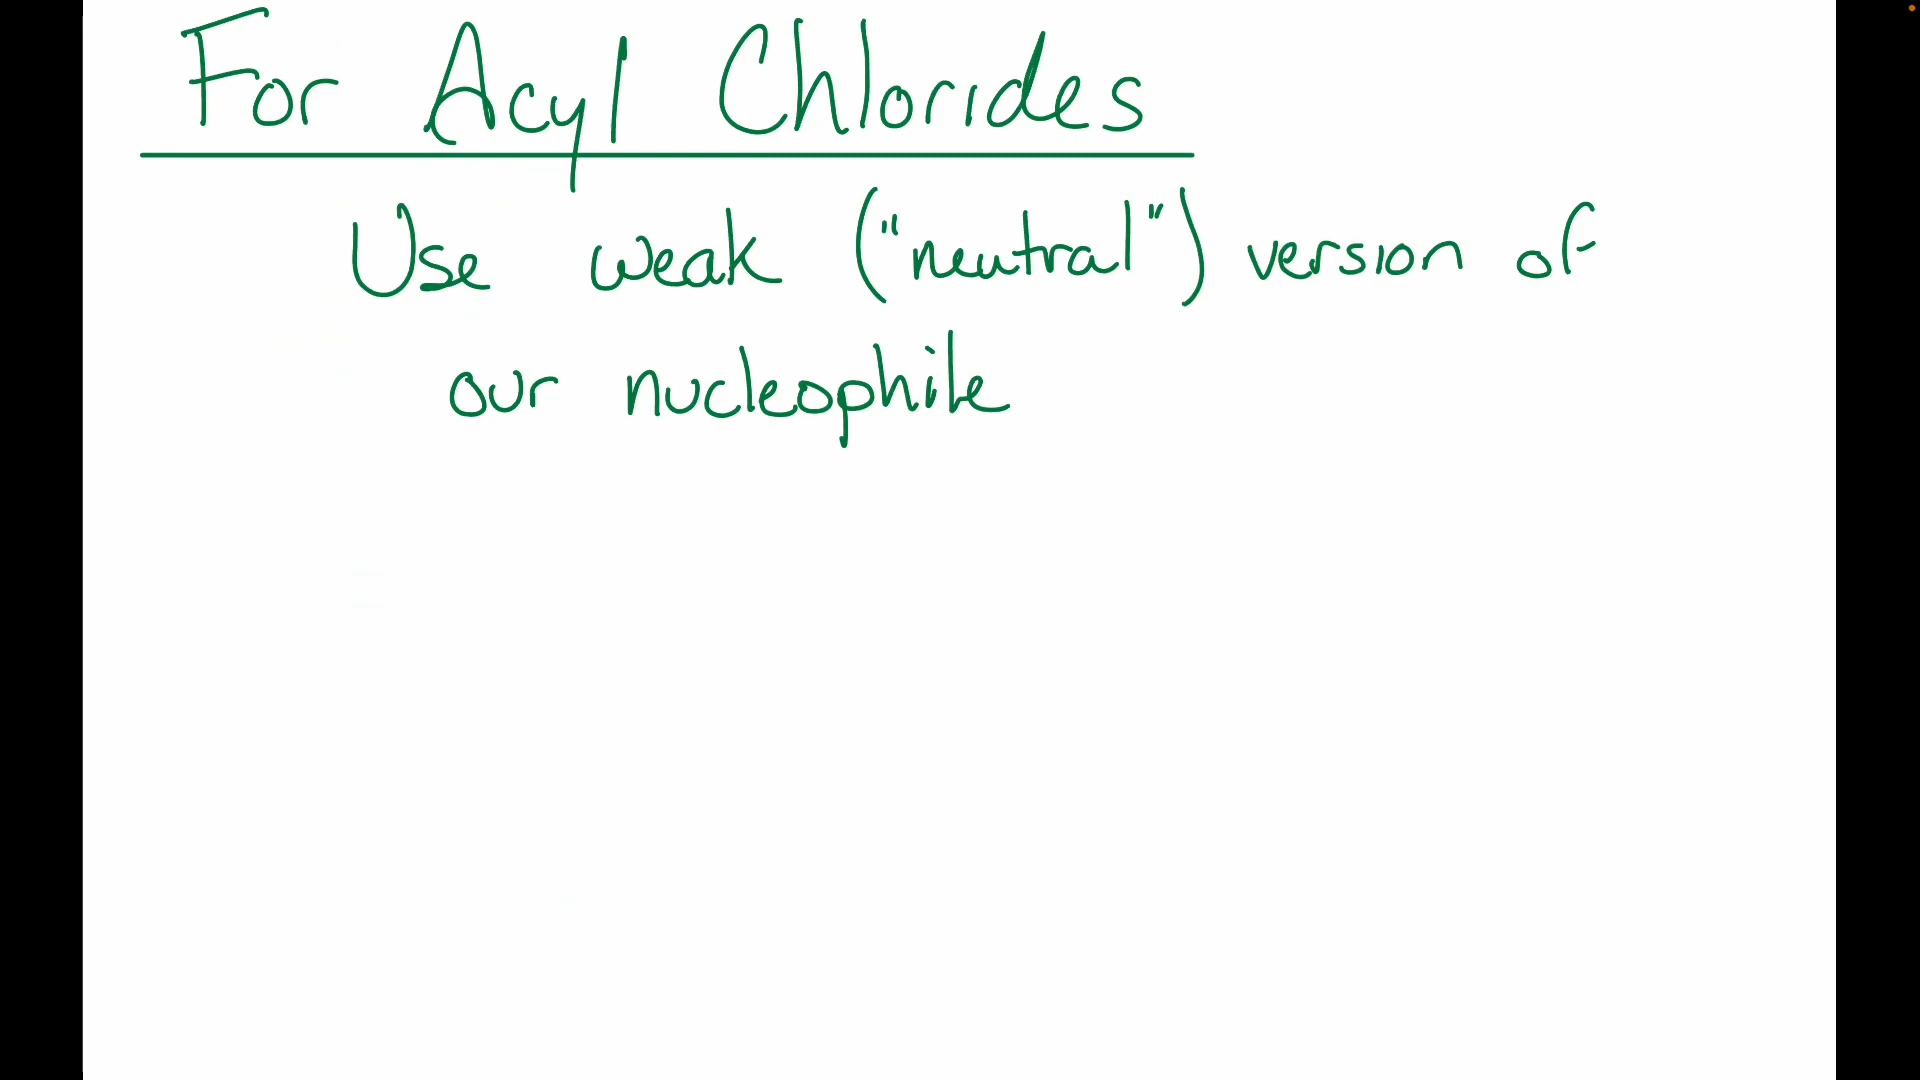 For Acyl Chlorides
Use weak ("neutral") version of
our nucleophile